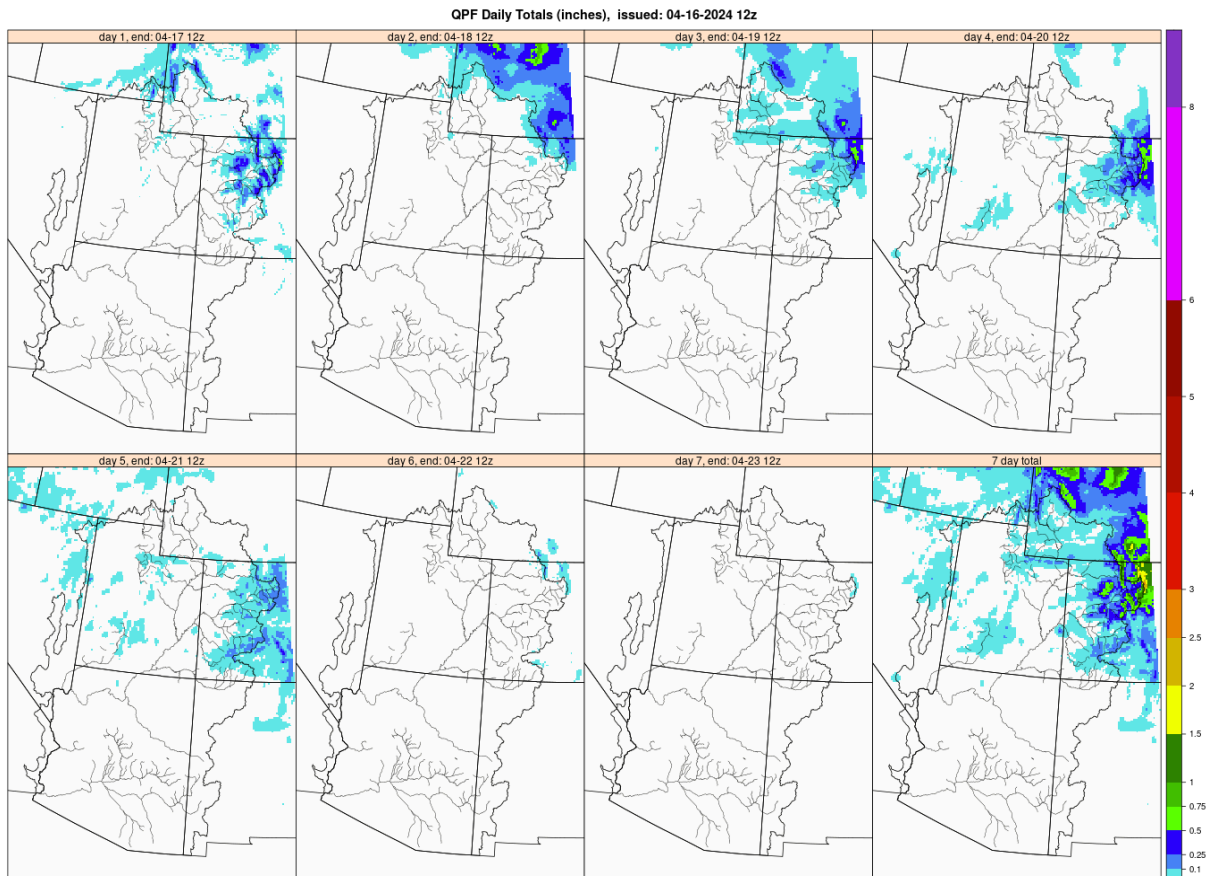 QPF Daily Totals (inches),  issued: 04-16-2024 12z
day 1, end: 04-17 12z
day 2, end: 04-18 12z
day 3, end: 04-19 12z
day 4, end: 04-20 12z
day 5, end: 04-21 12z
day 6, end: 04-22 12z
day 7, end: 04-23 12z
7 day total
8
6
5
4
3
2.5
2
1.5
1
0.75
0.5
0.25
0.1